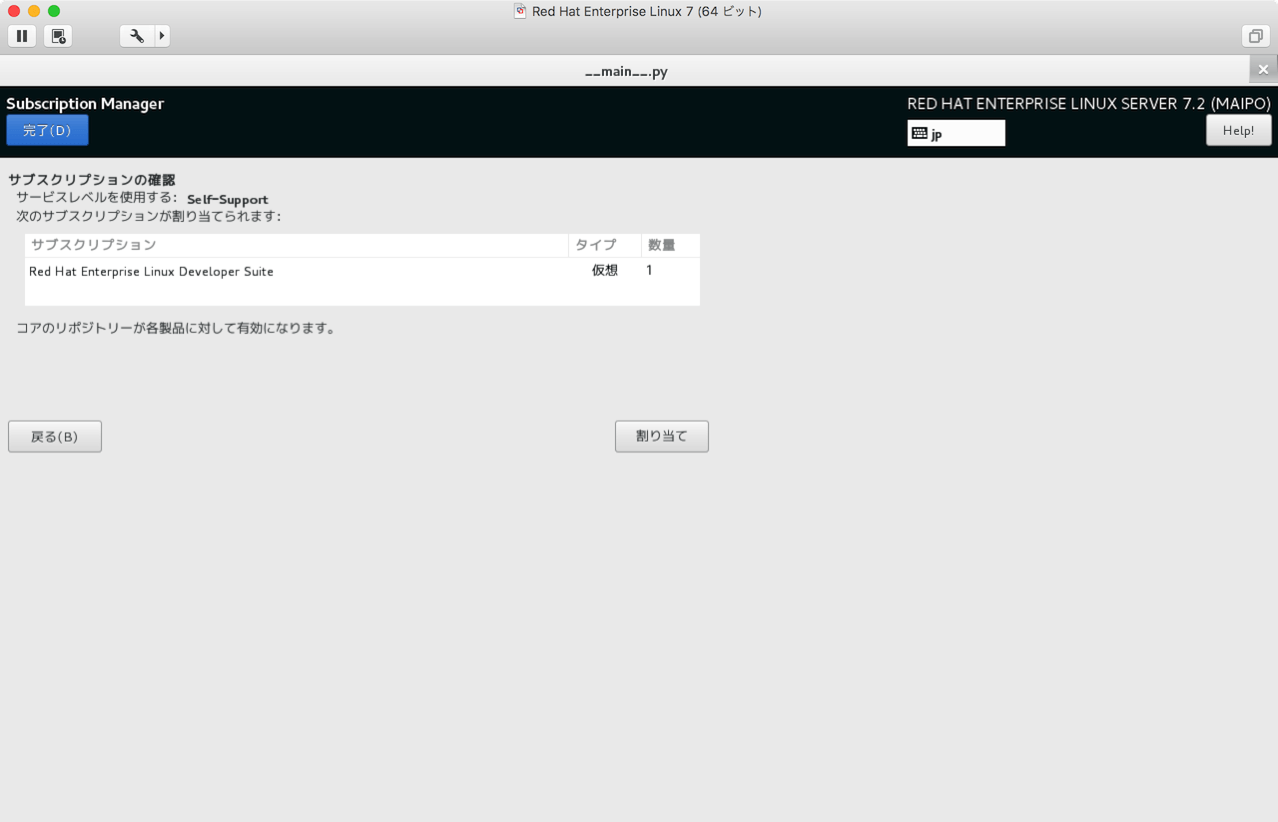 Red Hat Enterprise Linux 7 (64 ビット)
__main__.py
Subscription Manager
RED HAT ENTERPRISE LINUX SERVER 7.2 (MAIPO)
完了(D)
jp
Help!
サブスクリプションの確認
サービスレベルを使用する: Self-Support
次のサブスクリプションが割り当てられます:
サブスクリプション タイプ 数量
Red Hat Enterprise Linux Developer Suite 仮想 1
コアのリポジトリーが各製品に対して有効になります。
戻る(B)
割り当て